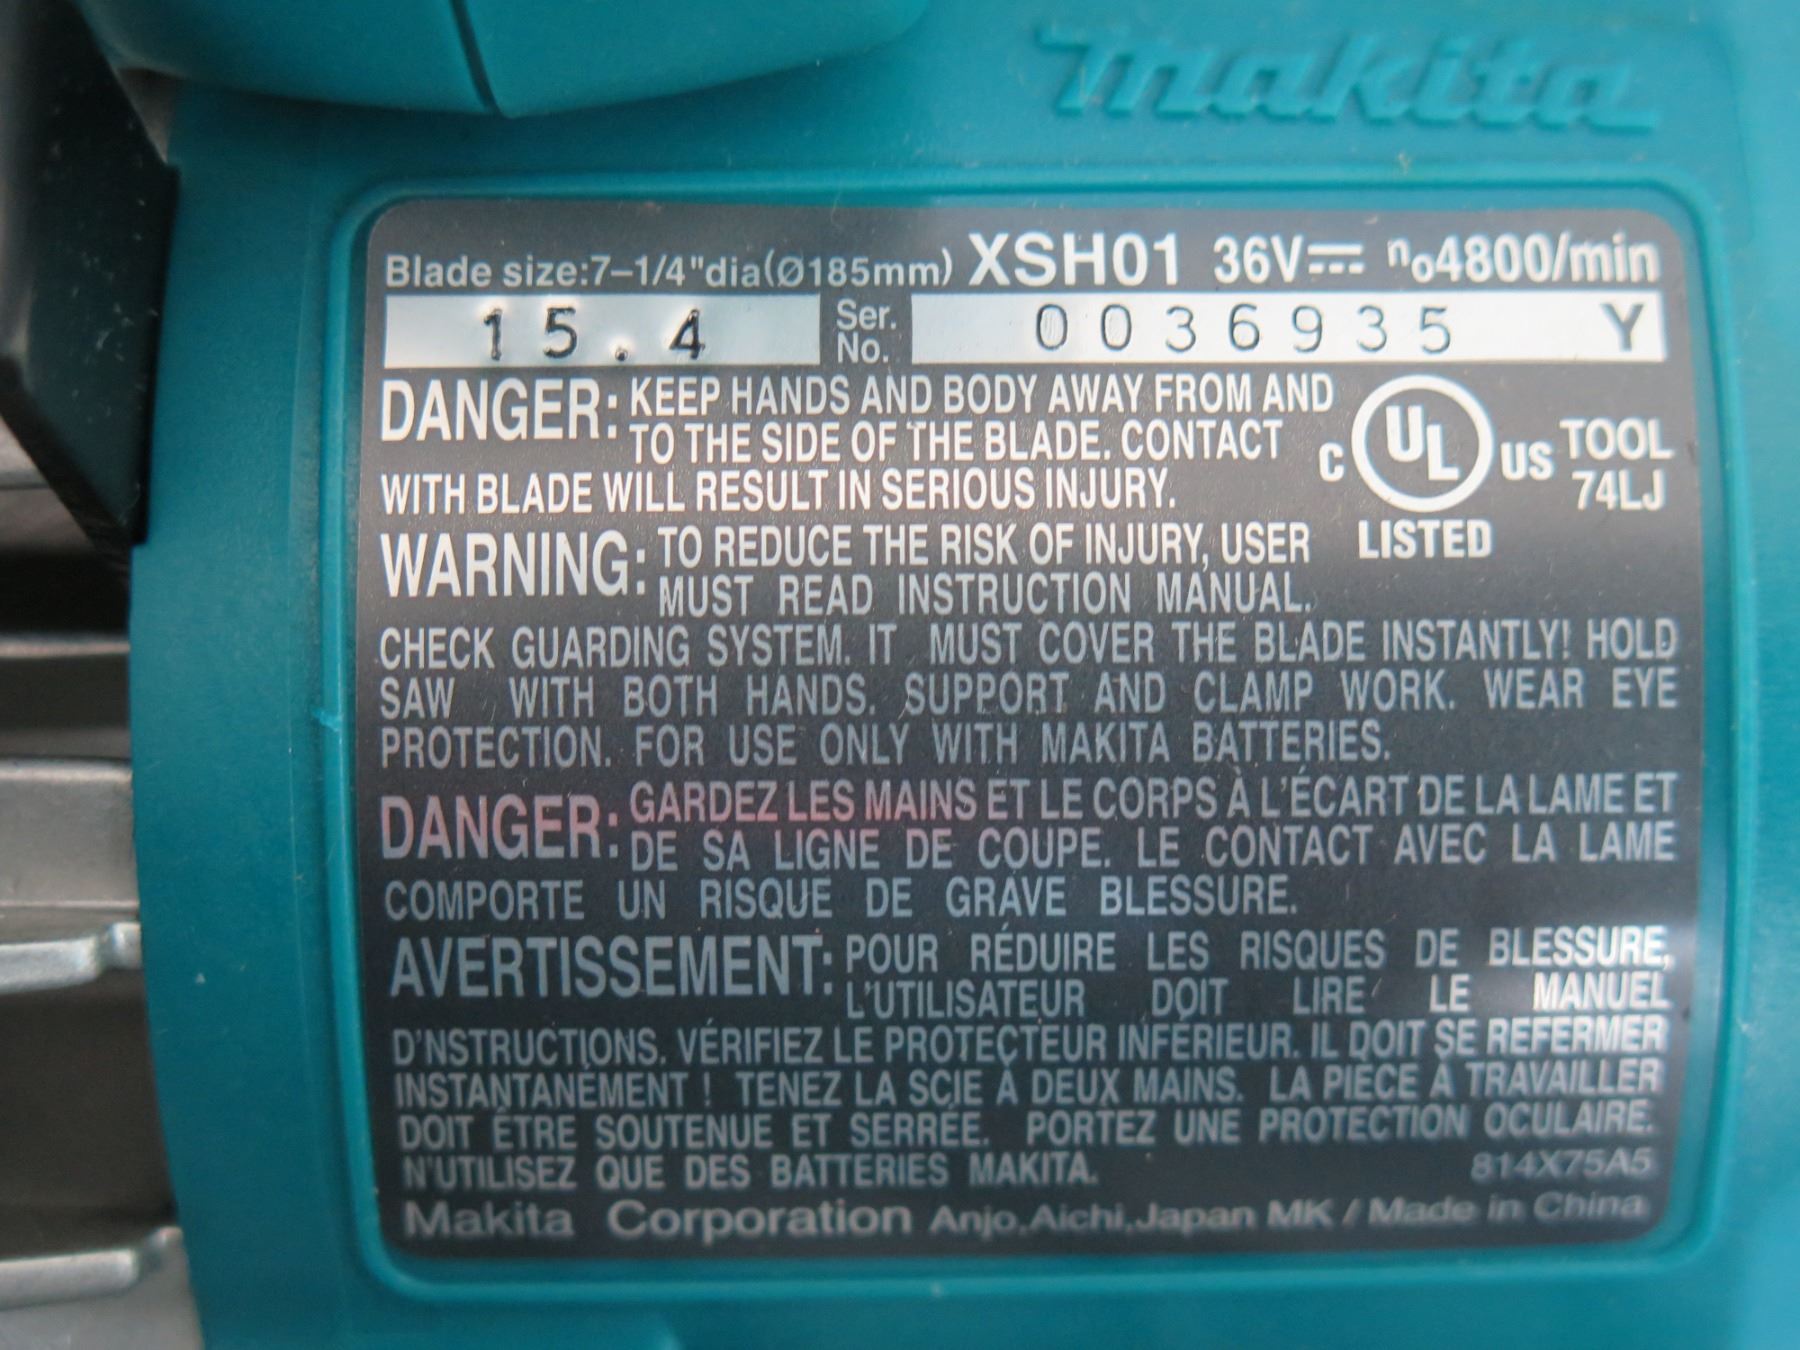 makita
Blade size:7–1/4"dia(Ø185mm) XSH01 36V⎓ n₀4800/min
15.4 Ser. No. 0036935 Y
DANGER: KEEP HANDS AND BODY AWAY FROM AND
TO THE SIDE OF THE BLADE. CONTACT
WITH BLADE WILL RESULT IN SERIOUS INJURY.
C UL US TOOL
74LJ
LISTED
WARNING: TO REDUCE THE RISK OF INJURY, USER
MUST READ INSTRUCTION MANUAL.
CHECK GUARDING SYSTEM. IT MUST COVER THE BLADE INSTANTLY! HOLD
SAW WITH BOTH HANDS. SUPPORT AND CLAMP WORK. WEAR EYE
PROTECTION. FOR USE ONLY WITH MAKITA BATTERIES.
DANGER: GARDEZ LES MAINS ET LE CORPS À L'ÉCART DE LA LAME ET
DE SA LIGNE DE COUPE. LE CONTACT AVEC LA LAME
COMPORTE UN RISQUE DE GRAVE BLESSURE.
AVERTISSEMENT: POUR RÉDUIRE LES RISQUES DE BLESSURE,
L'UTILISATEUR DOIT LIRE LE MANUEL
D'NSTRUCTIONS. VÉRIFIEZ LE PROTECTEUR INFÉRIEUR. IL DOIT SE REFERMER
INSTANTANÉMENT ! TENEZ LA SCIE À DEUX MAINS. LA PIÈCE À TRAVAILLER
DOIT ÊTRE SOUTENUE ET SERRÉE. PORTEZ UNE PROTECTION OCULAIRE.
N'UTILISEZ QUE DES BATTERIES MAKITA. 814X75A5
Makita Corporation Anjo,Aichi,Japan MK / Made in China